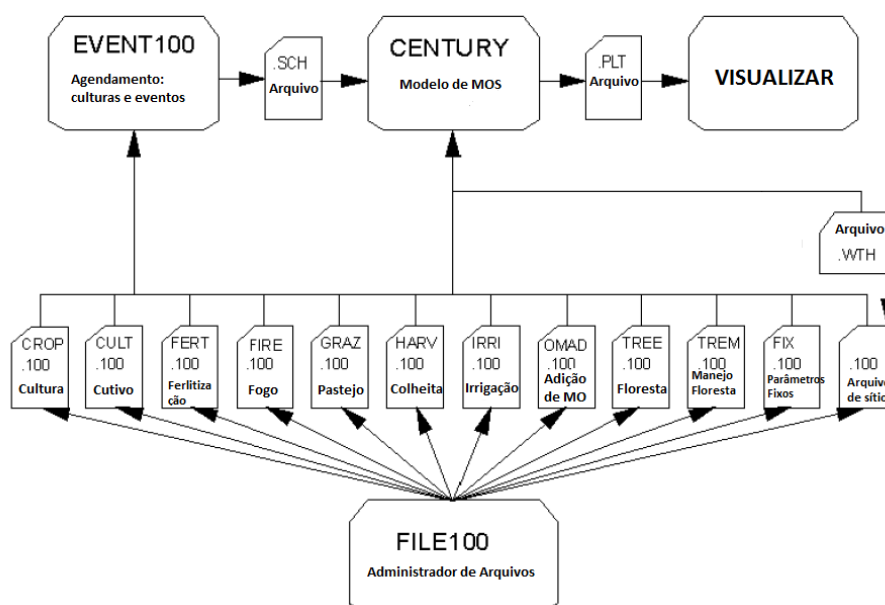 EVENT100
Agendamento:
culturas e eventos
.SCH
Arquivo
CENTURY
Modelo de MOS
.PLT
Arquivo
VISUALIZAR
Arquivo
.WTH
CROP
.100
Cultura
CULT
.100
Cutivo
FERT
.100
Ferlitiza
ção
FIRE
.100
Fogo
GRAZ
.100
Pastejo
HARV
.100
Colheita
IRRI
.100
Irrigação
OMAD
.100
Adição
de MO
TREE
.100
Floresta
TREM
.100
Manejo
Floresta
FIX
.100
Parâmetros
Fixos
.100
Arquivo
de sítio
FILE100
Administrador de Arquivos